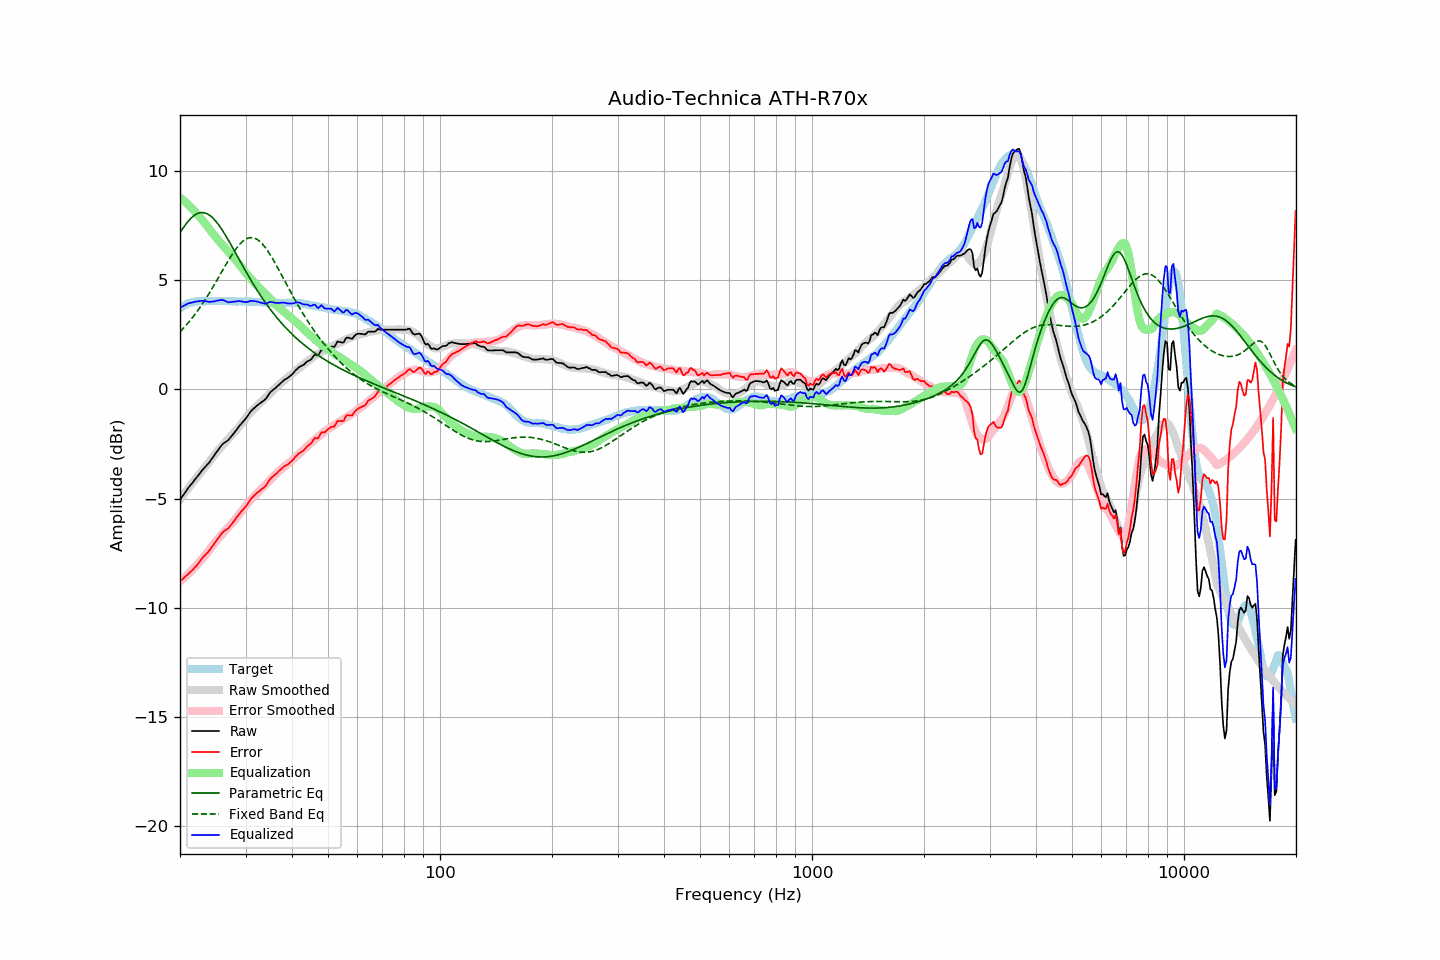 Audio-Technica ATH-R70x
10
5
0
−5
−10
−15
−20
Amplitude (dBr)
Target
Raw Smoothed
Error Smoothed
Raw
Error
Equalization
Parametric Eq
Fixed Band Eq
Equalized
100 1000 10000
Frequency (Hz)